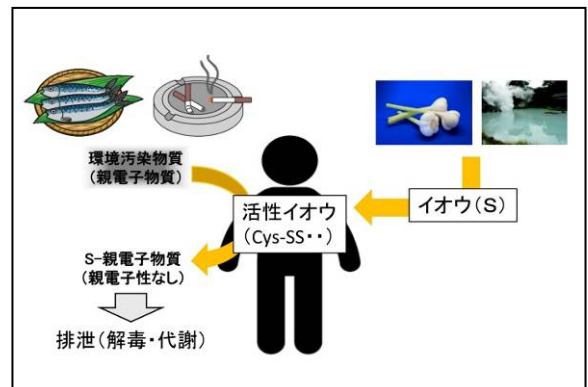 環境汚染物質
(親電子物質)
活性イオウ
(Cys-SS・・)
イオウ(S)
S-親電子物質
(親電子性なし)
排泄(解毒・代謝)